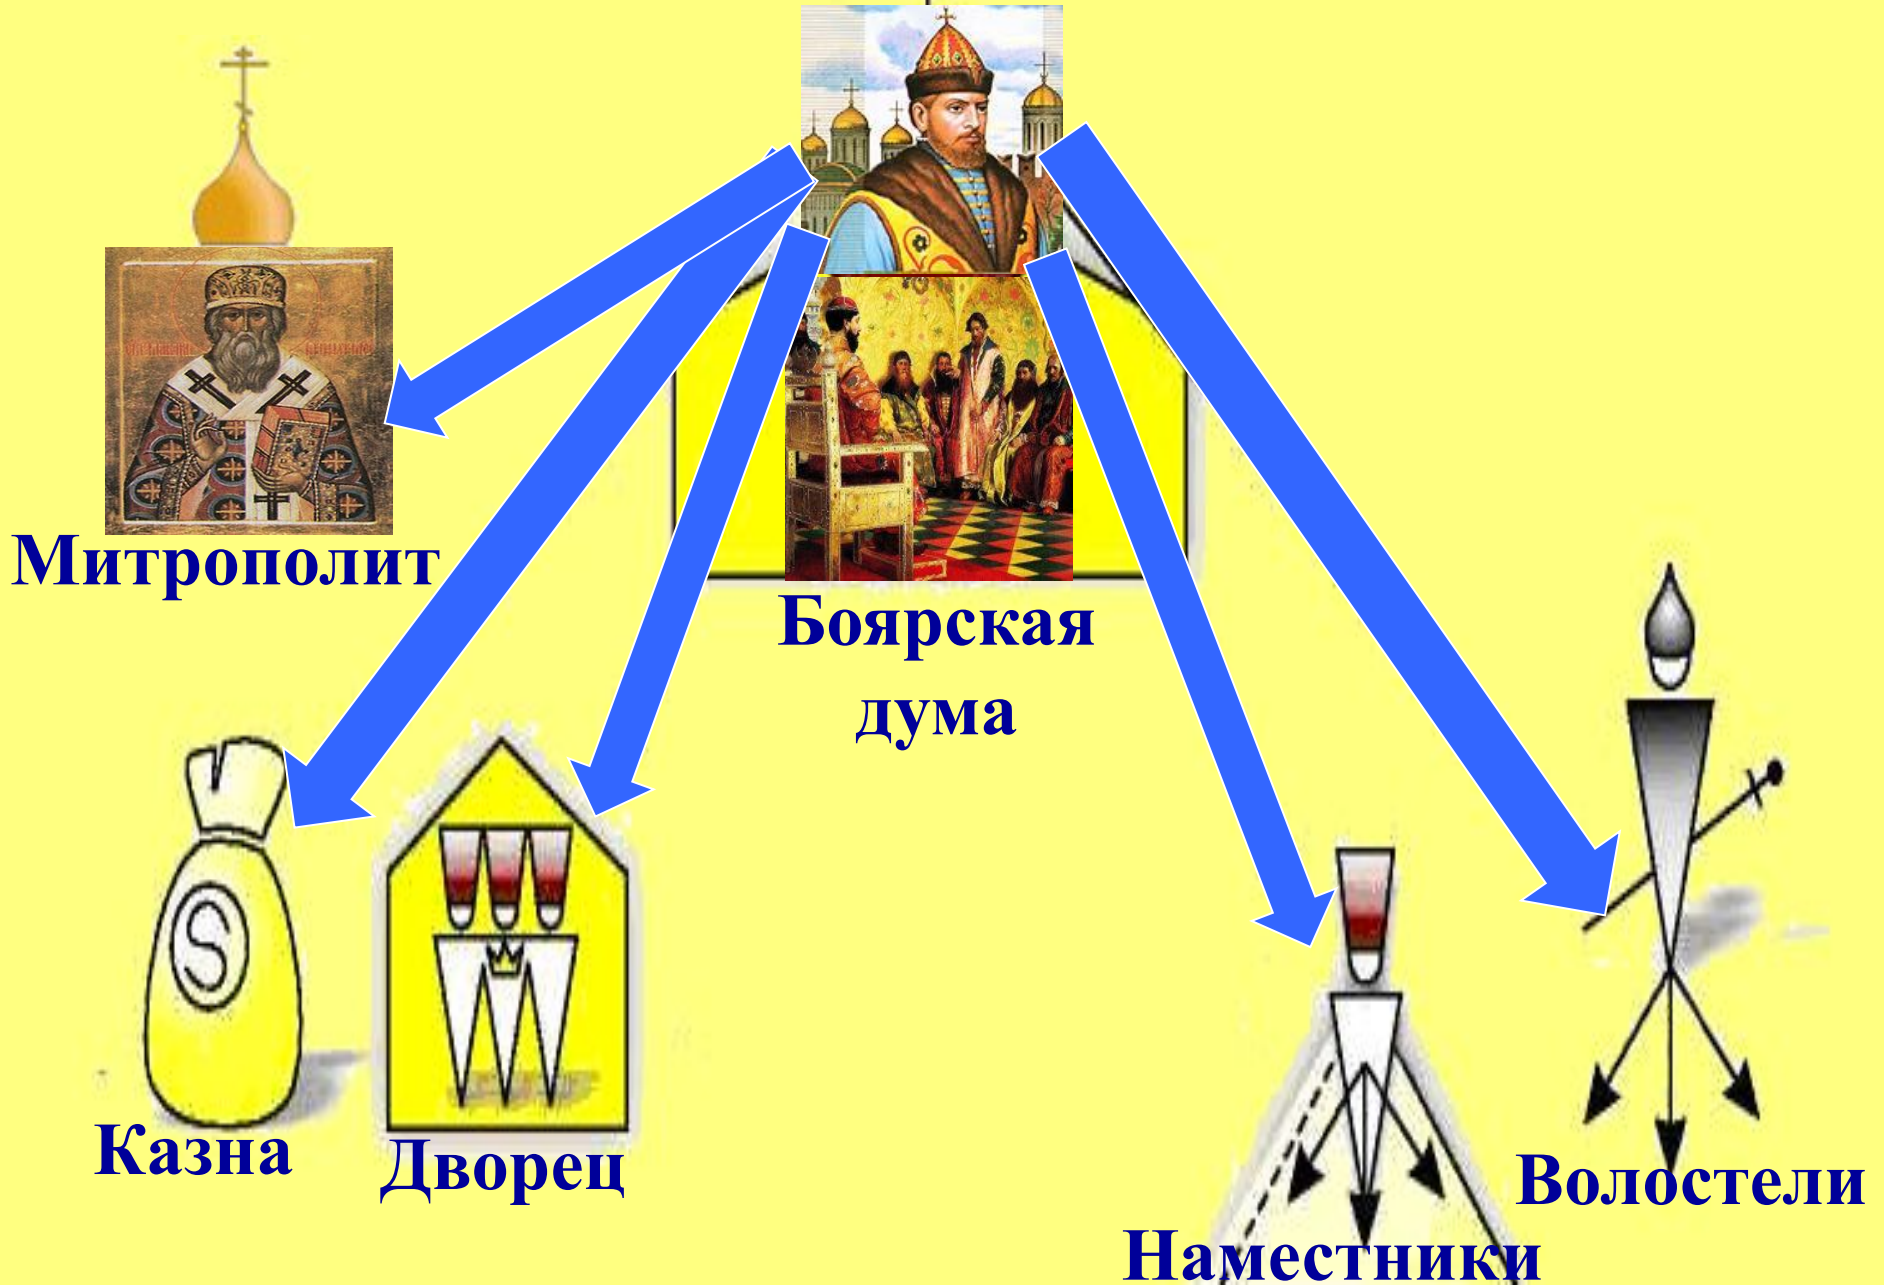 Митрополит
Боярская
дума
Казна
Дворец
Волостели
Наместники